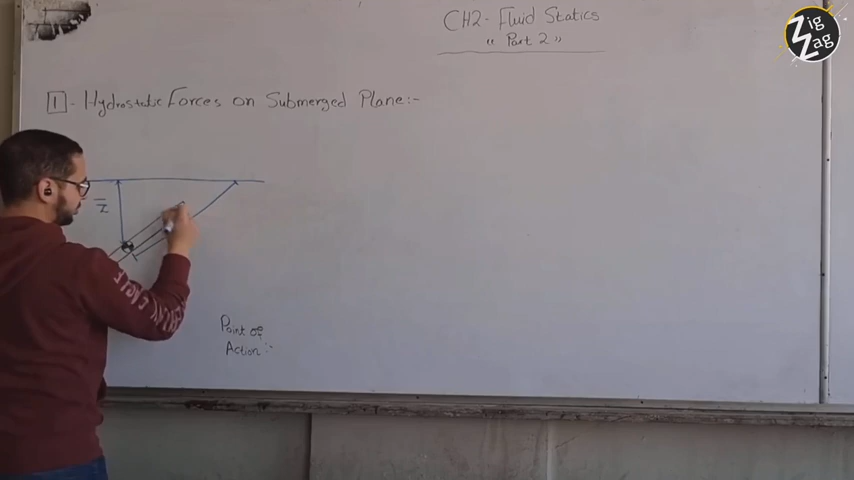 CH2- Fluid Statics
"Part 2"
Zig
Zag
1 - Hydrostatic Forces on Submerged Plane:-
z̄
Point of
Action:-